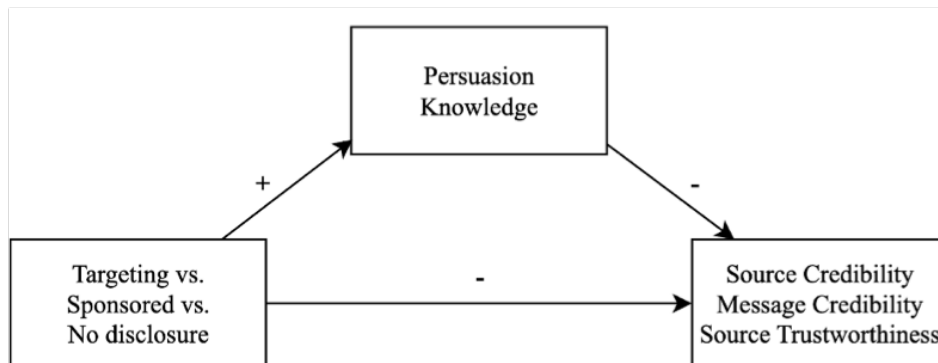 Persuasion
Knowledge
+
-
Targeting vs.
Sponsored vs.
No disclosure
-
Source Credibility
Message Credibility
Source Trustworthiness